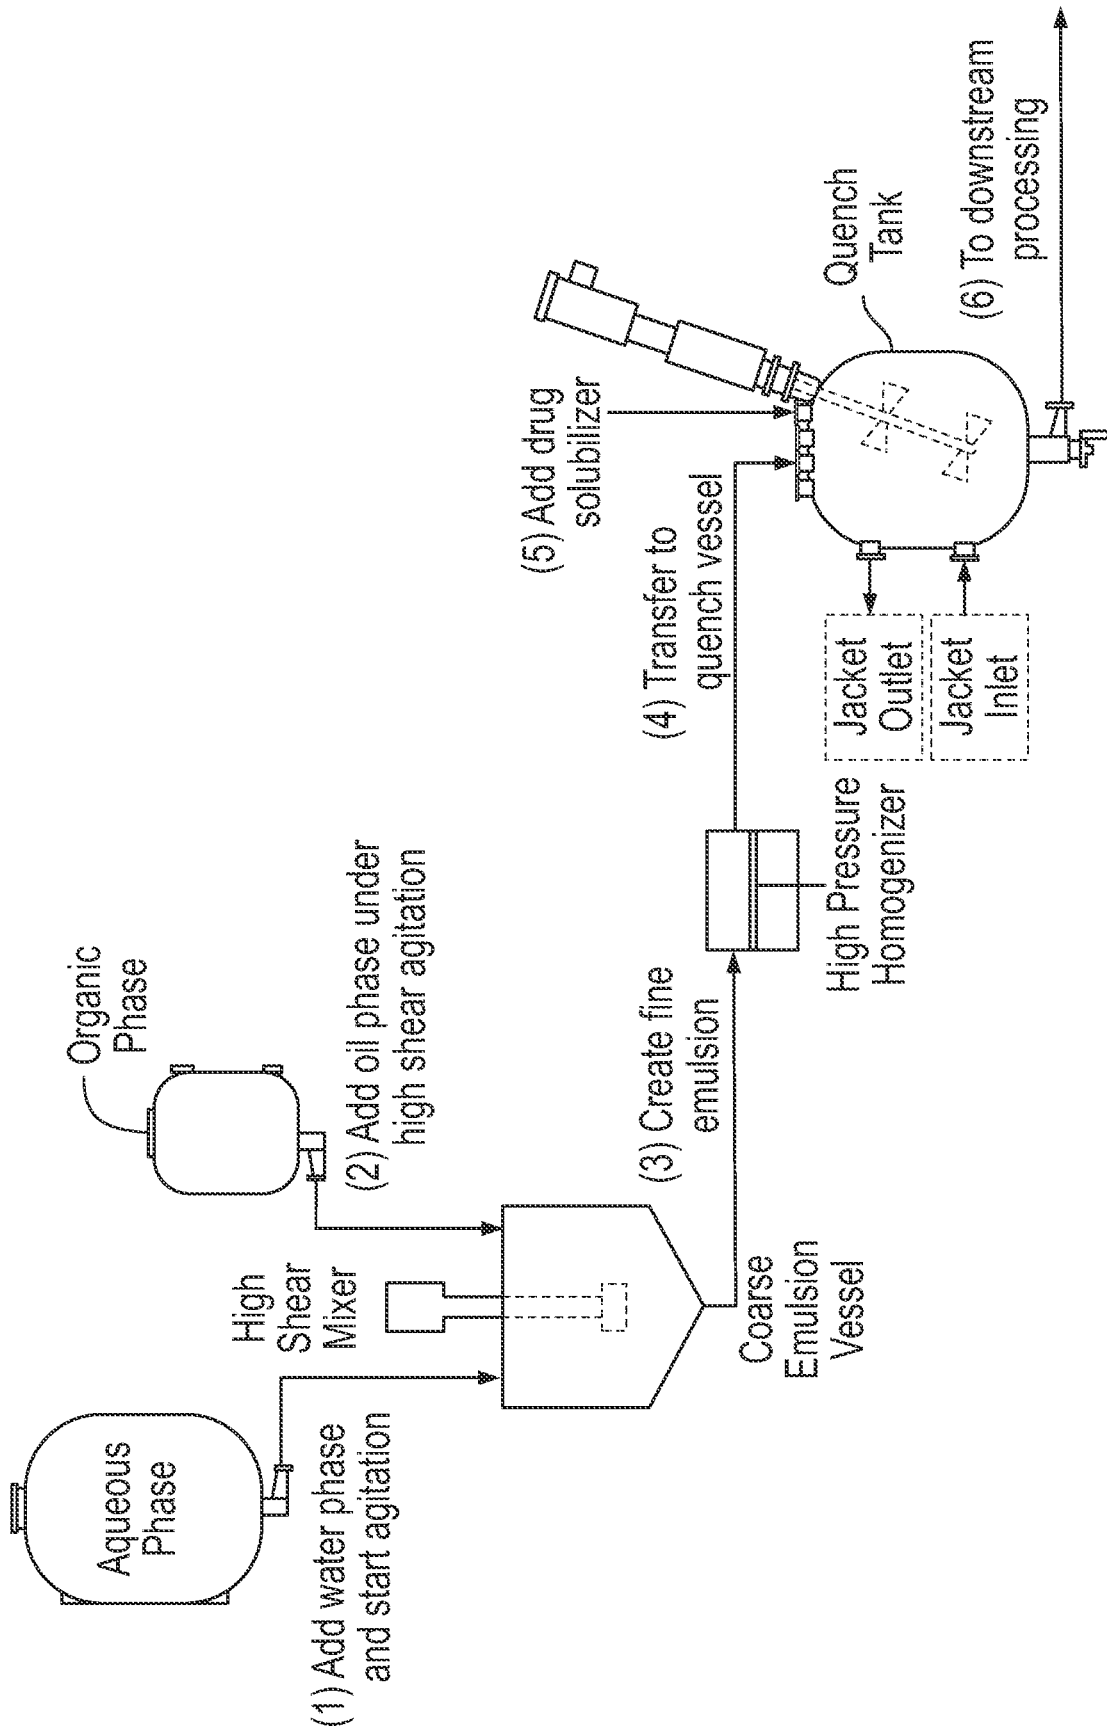 Aqueous
Phase
(1) Add water phase
and start agitation
High
Shear
Mixer
Organic
Phase
(2) Add oil phase under
high shear agitation
Coarse
Emulsion
Vessel
(3) Create fine
emulsion
High Pressure
Homogenizer
(4) Transfer to
quench vessel
(5) Add drug
solubilizer
Jacket
Outlet
Jacket
Inlet
Quench
Tank
(6) To downstream
processing